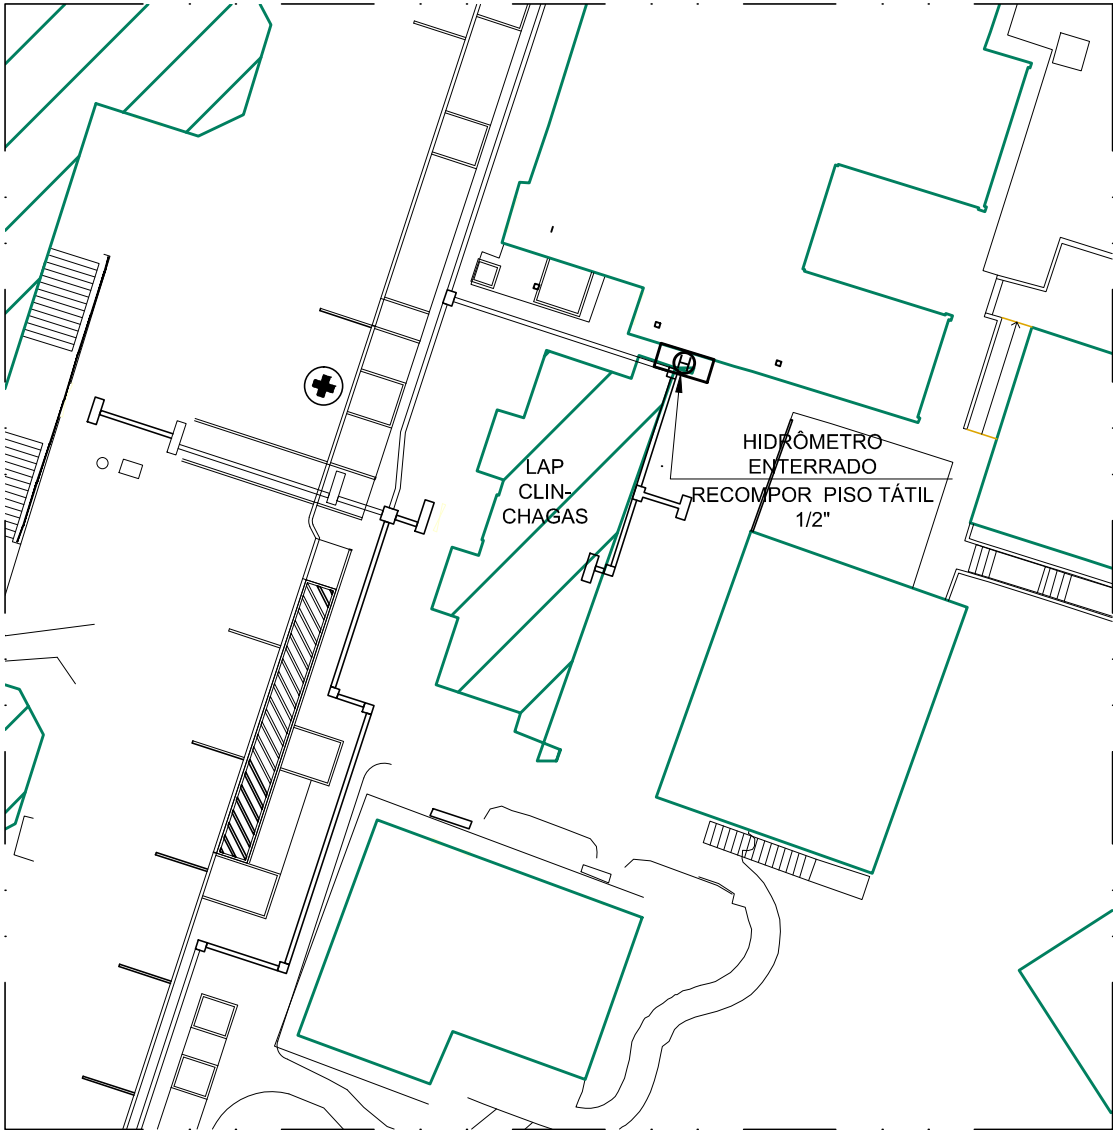 LAP
CLIN-
CHAGAS
HIDRÔMETRO
ENTERRADO
RECOMPOR PISO TÁTIL
1/2"
H